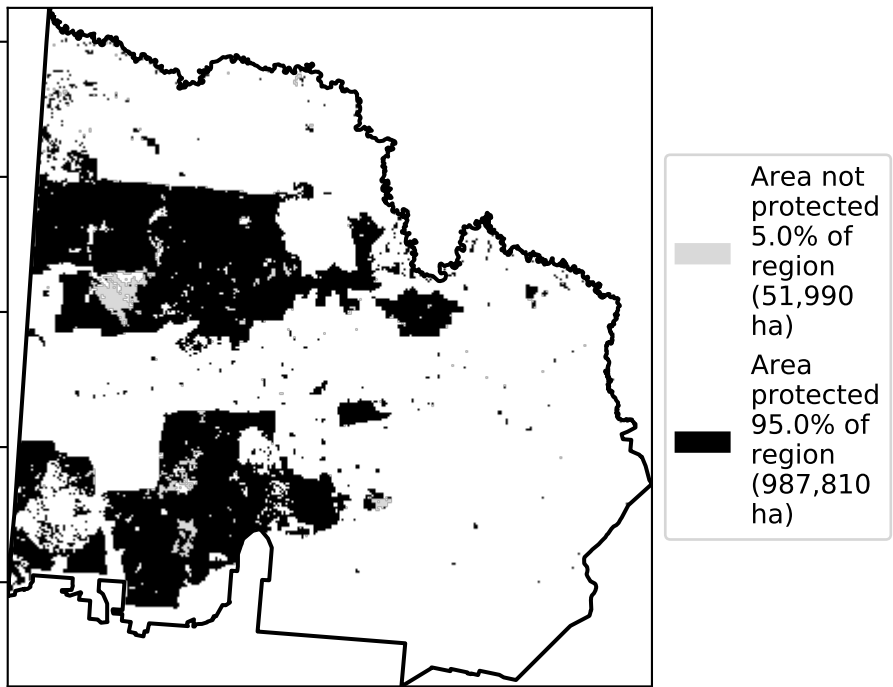 Area not
protected
5.0% of
region
(51,990
ha)
Area
protected
95.0% of
region
(987,810
ha)